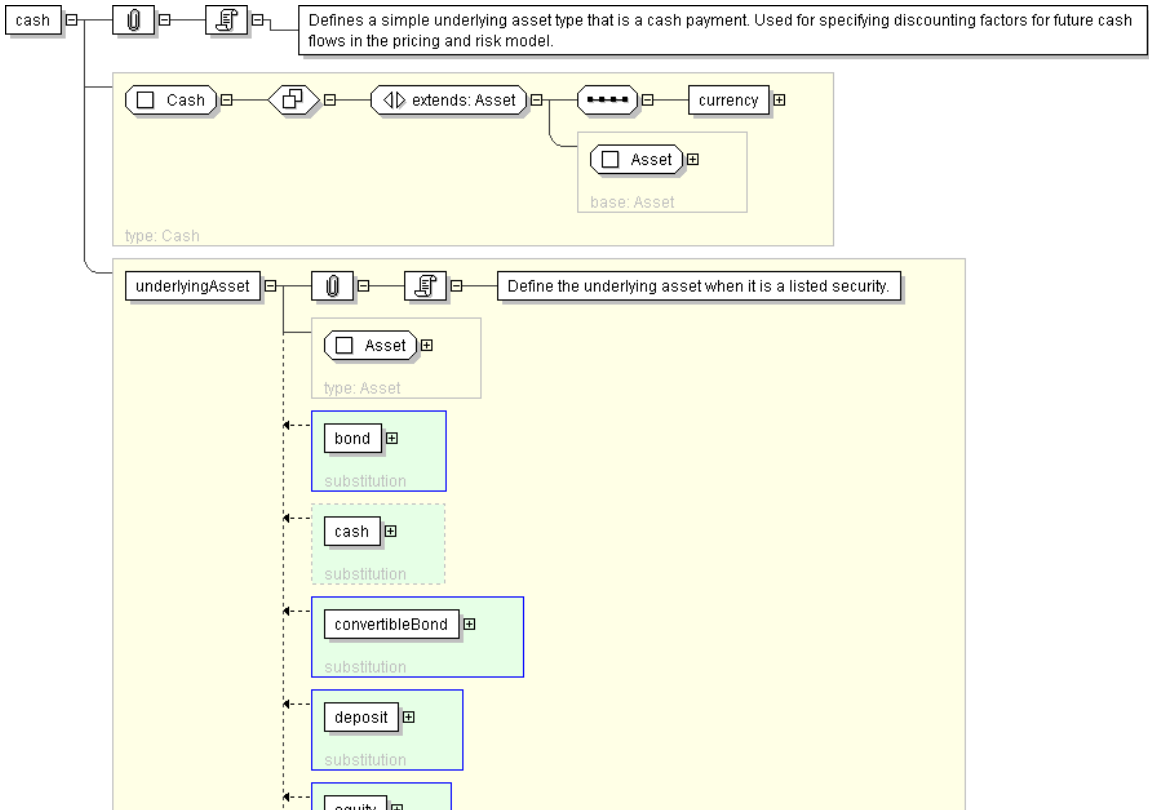 cash
Defines a simple underlying asset type that is a cash payment. Used for specifying discounting factors for future cash
flows in the pricing and risk model.
Cash
extends: Asset
currency
Asset
base: Asset
type: Cash
underlyingAsset
Define the underlying asset when it is a listed security.
Asset
type: Asset
bond
substitution
cash
substitution
convertibleBond
substitution
deposit
substitution
equity